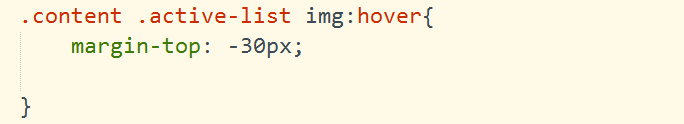 .content .active-list img:hover{
    margin-top: -30px;
}